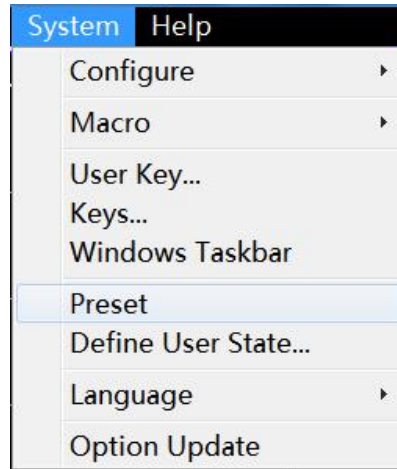 System Help
Configure
Macro
User Key...
Keys...
Windows Taskbar
Preset
Define User State...
Language
Option Update